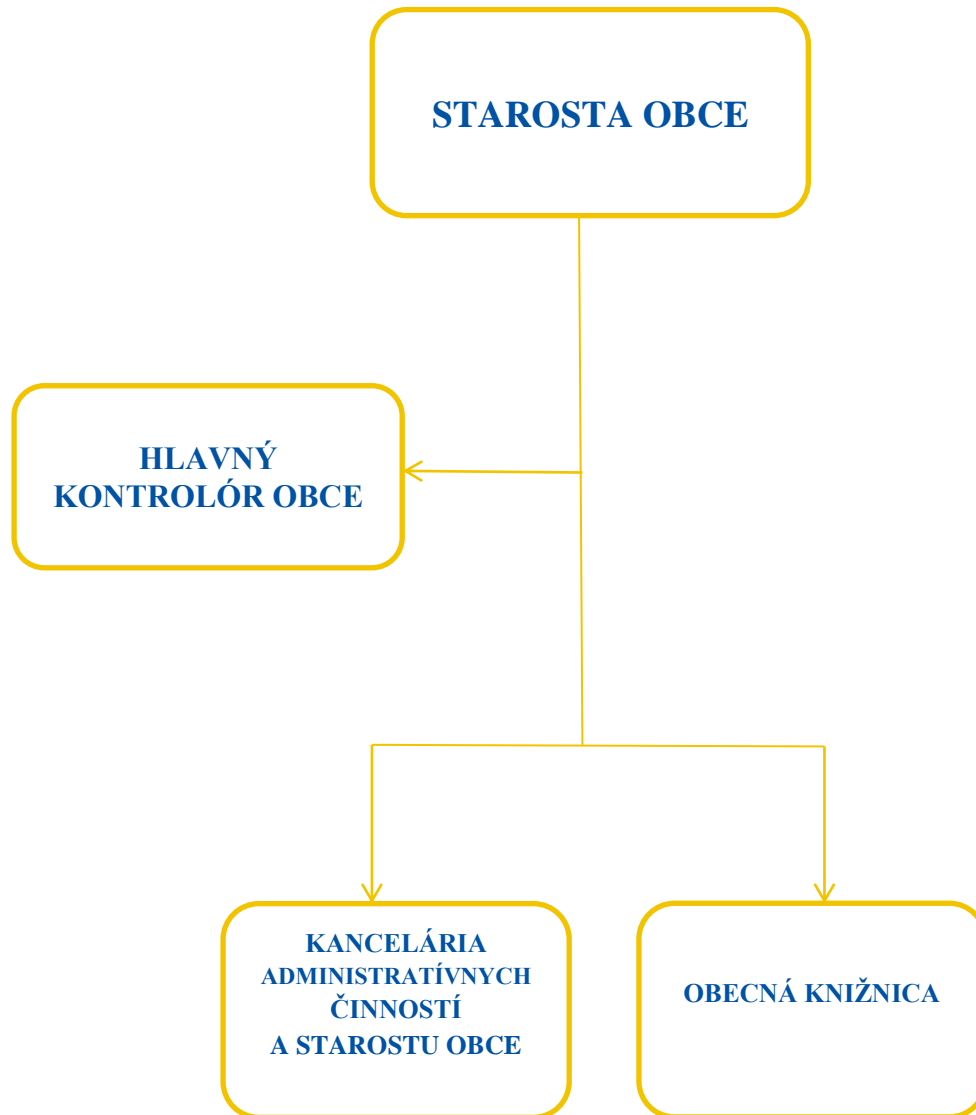 STAROSTA OBCE
HLAVNÝ
KONTROLÓR OBCE
KANCELÁRIA
ADMINISTRATÍVNYCH
ČINNOSTÍ
A STAROSTU OBCE
OBECNÁ KNIŽNICA